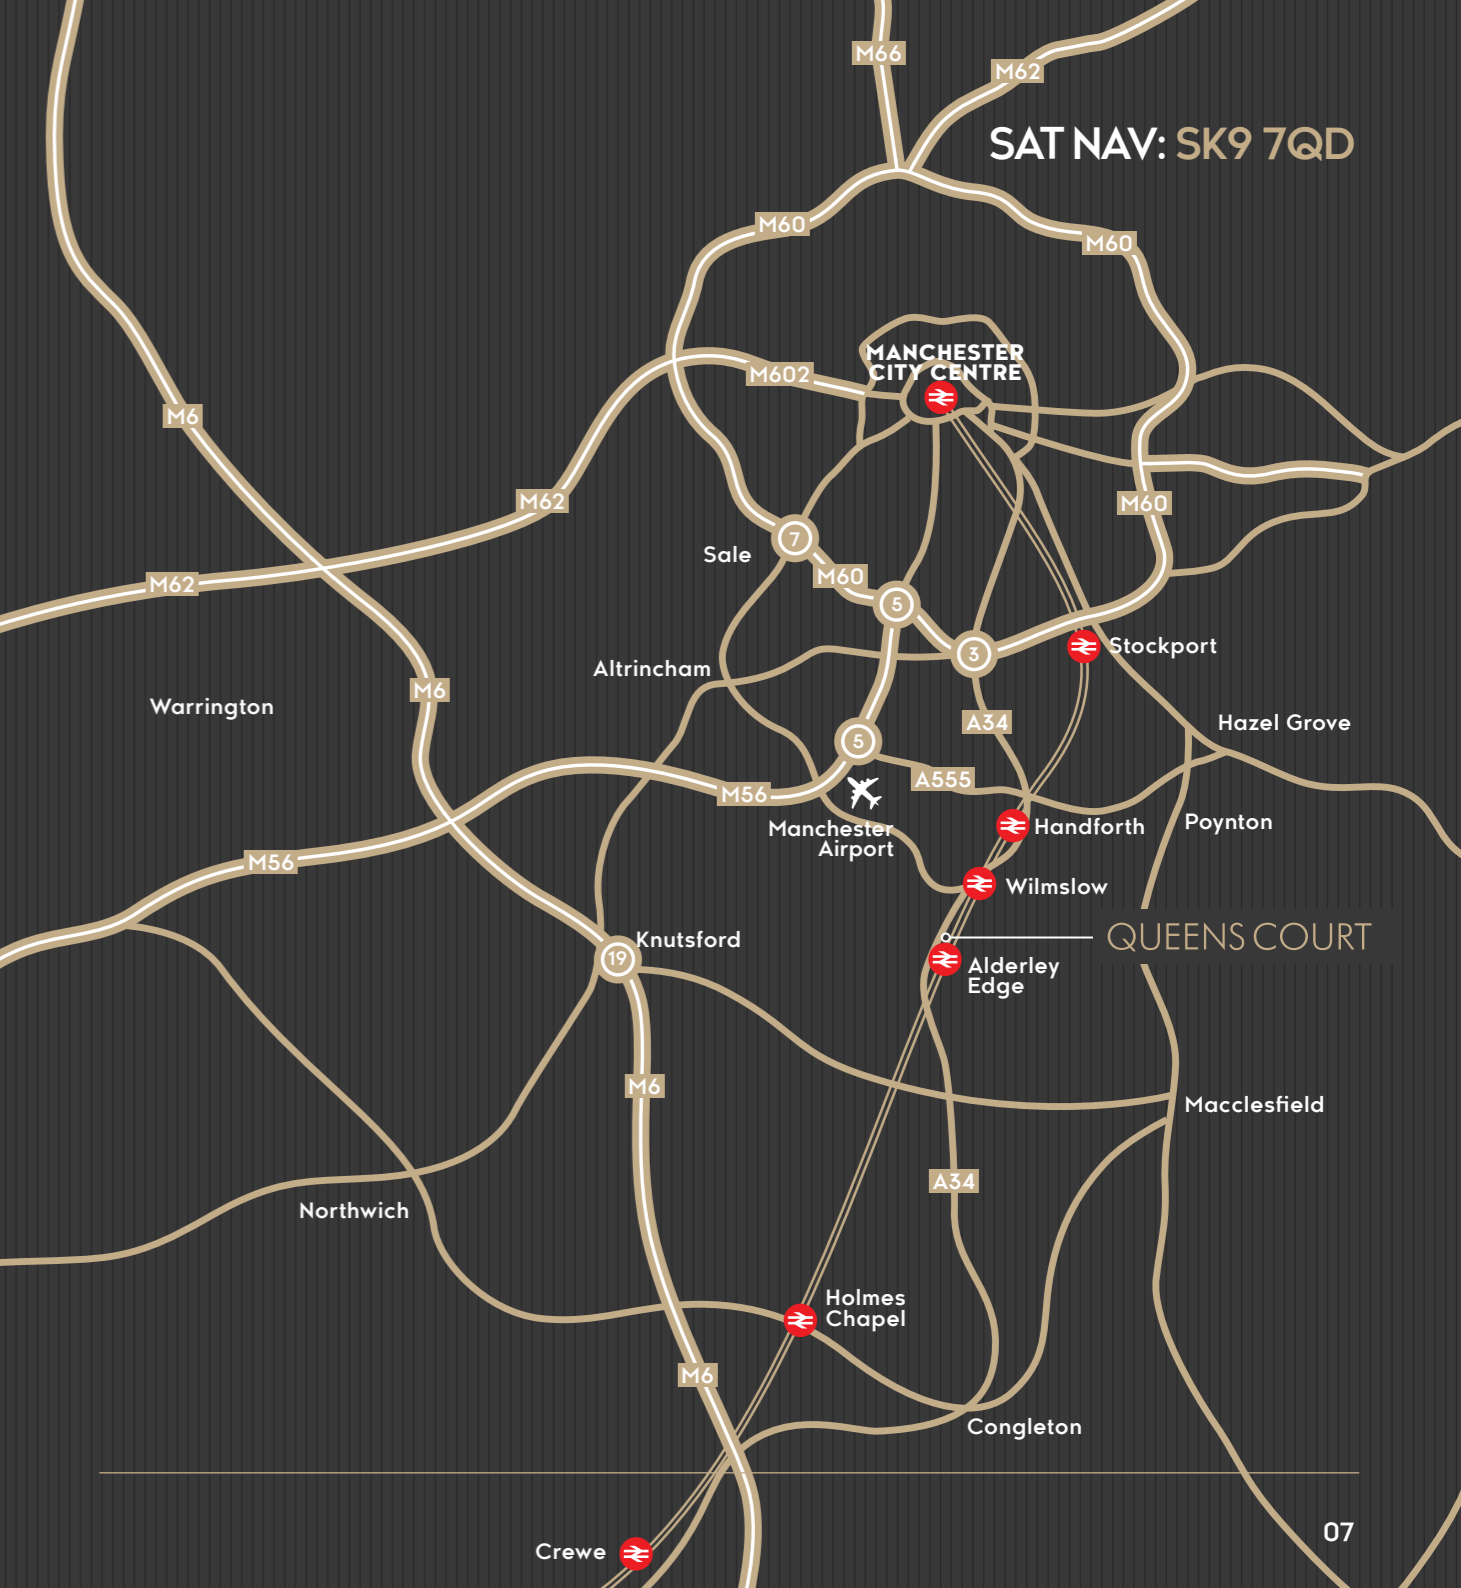 M66
M62
SAT NAV: SK9 7QD
M60
M60
MANCHESTER
CITY CENTRE
M602
M6
M62
M60
7
Sale
M60
M62
5
Stockport
3
Altrincham
M6
Warrington
A34
Hazel Grove
5
A555
M56
Manchester
Airport
Handforth
Poynton
M56
Wilmslow
QUEENS COURT
Knutsford
19
Alderley
Edge
M6
Macclesfield
A34
Northwich
Holmes
Chapel
M6
Congleton
07
Crewe